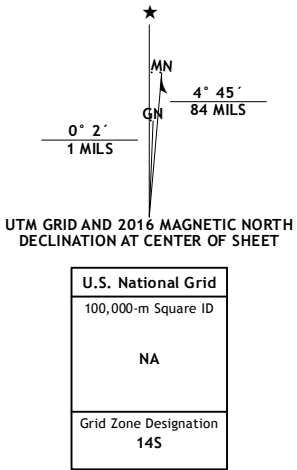 ★
MN
GN
4° 45´
84 MILS
0° 2´
1 MILS
UTM GRID AND 2016 MAGNETIC NORTH
DECLINATION AT CENTER OF SHEET
U.S. National Grid
100,000-m Square ID
NA
Grid Zone Designation
14S